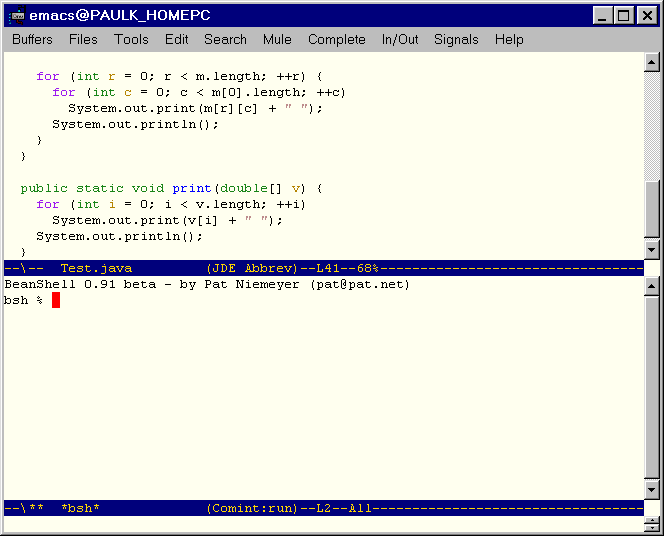 emacs@PAULK_HOMEPC
Buffers Files Tools Edit Search Mule Complete In/Out Signals Help
for (int r = 0; r < m.length; ++r) {
for (int c = 0; c < m[0].length; ++c)
System.out.print(m[r][c] + " ");
System.out.println();
}
}
public static void print(double[] v) {
for (int i = 0; i < v.length; ++i)
System.out.print(v[i] + " ");
System.out.println();
}
--\-- Test.java (JDE Abbrev)--L41--68%---------------------------------
BeanShell 0.91 beta - by Pat Niemeyer (pat@pat.net)
bsh %
--\** *bsh* (Comint:run)--L2--All----------------------------------